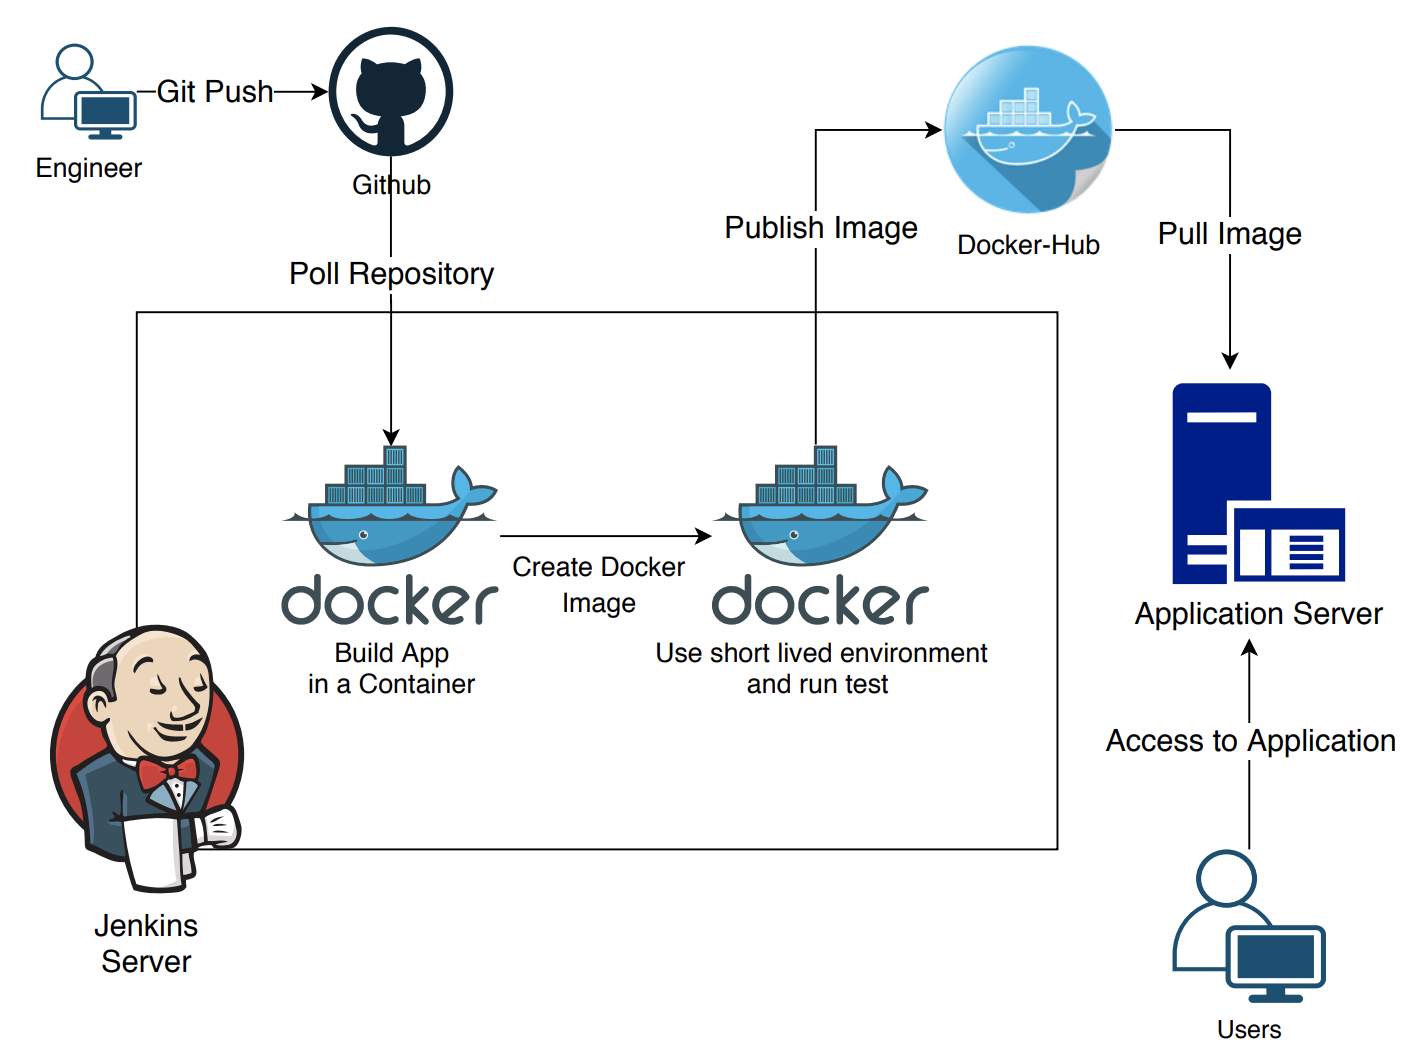 Git Push
Engineer
Github
Poll Repository
Publish Image
Docker-Hub
Pull Image
docker
Build App
in a Container
Create Docker
Image
docker
Use short lived environment
and run test
Application Server
Access to Application
Jenkins
Server
Users